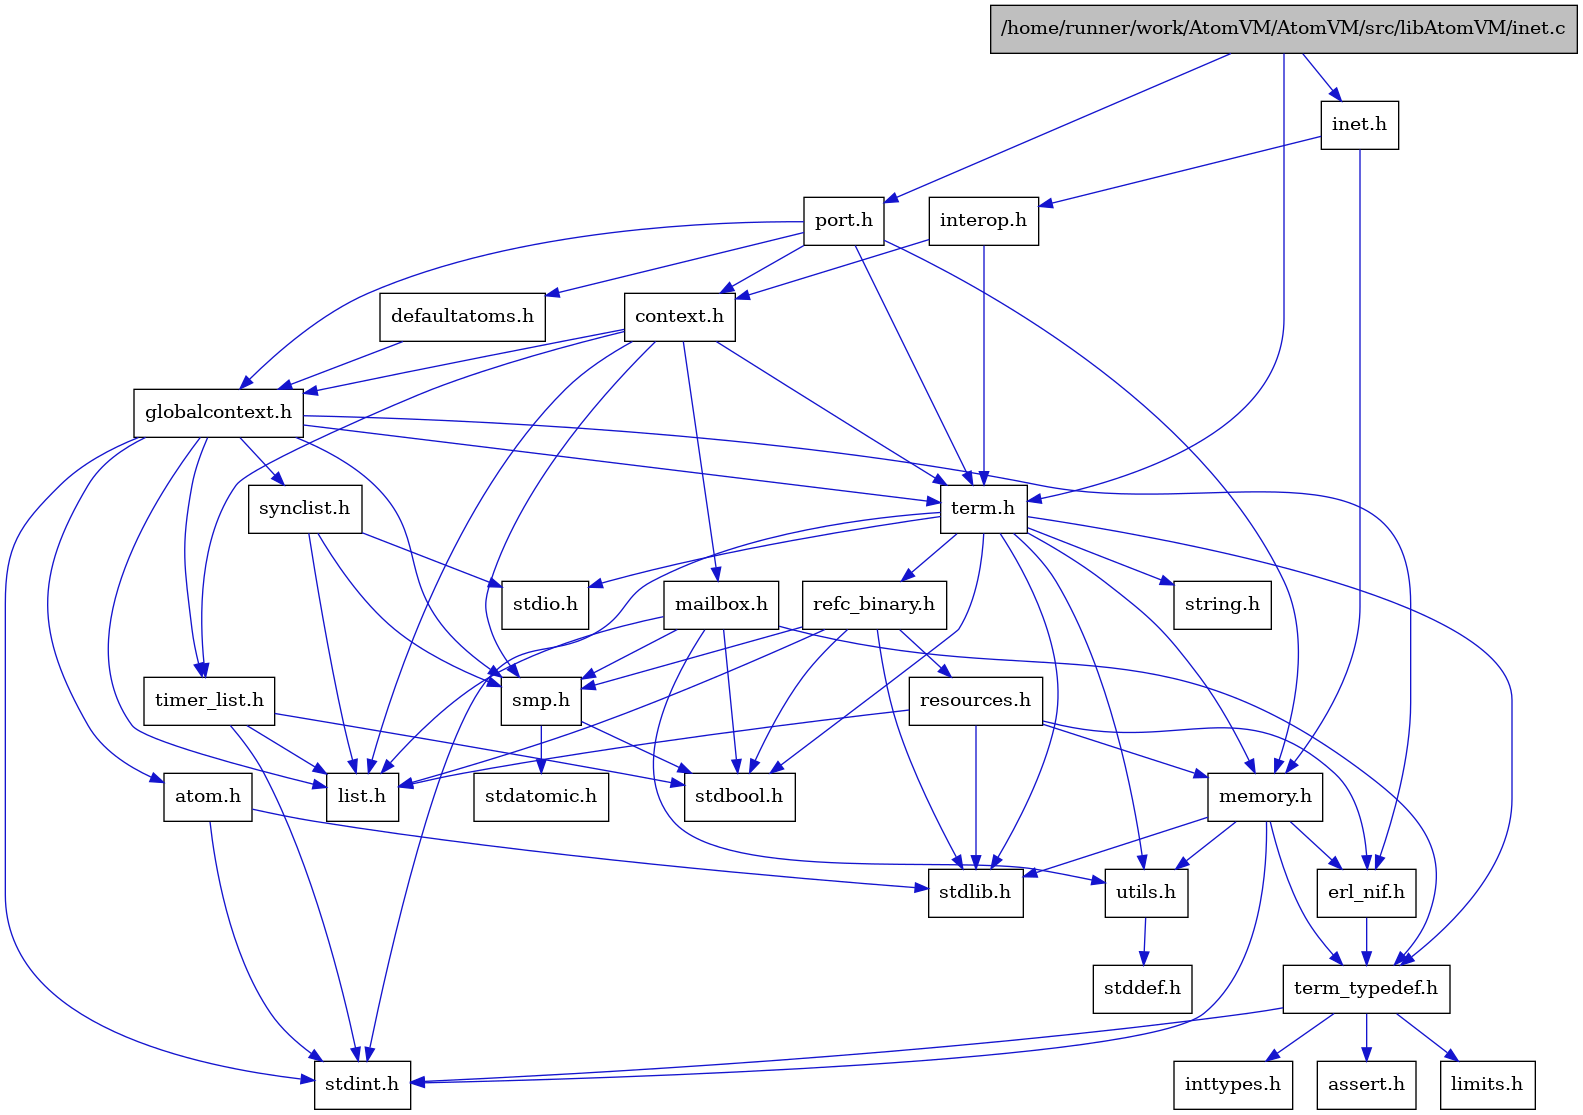 /home/runner/work/AtomVM/AtomVM/src/libAtomVM/inet.c
inet.h
port.h
interop.h
defaultatoms.h
context.h
globalcontext.h
synclist.h
term.h
stdio.h
mailbox.h
refc_binary.h
string.h
timer_list.h
smp.h
resources.h
atom.h
list.h
stdatomic.h
stdbool.h
memory.h
stdlib.h
utils.h
erl_nif.h
stddef.h
term_typedef.h
stdint.h
inttypes.h
assert.h
limits.h